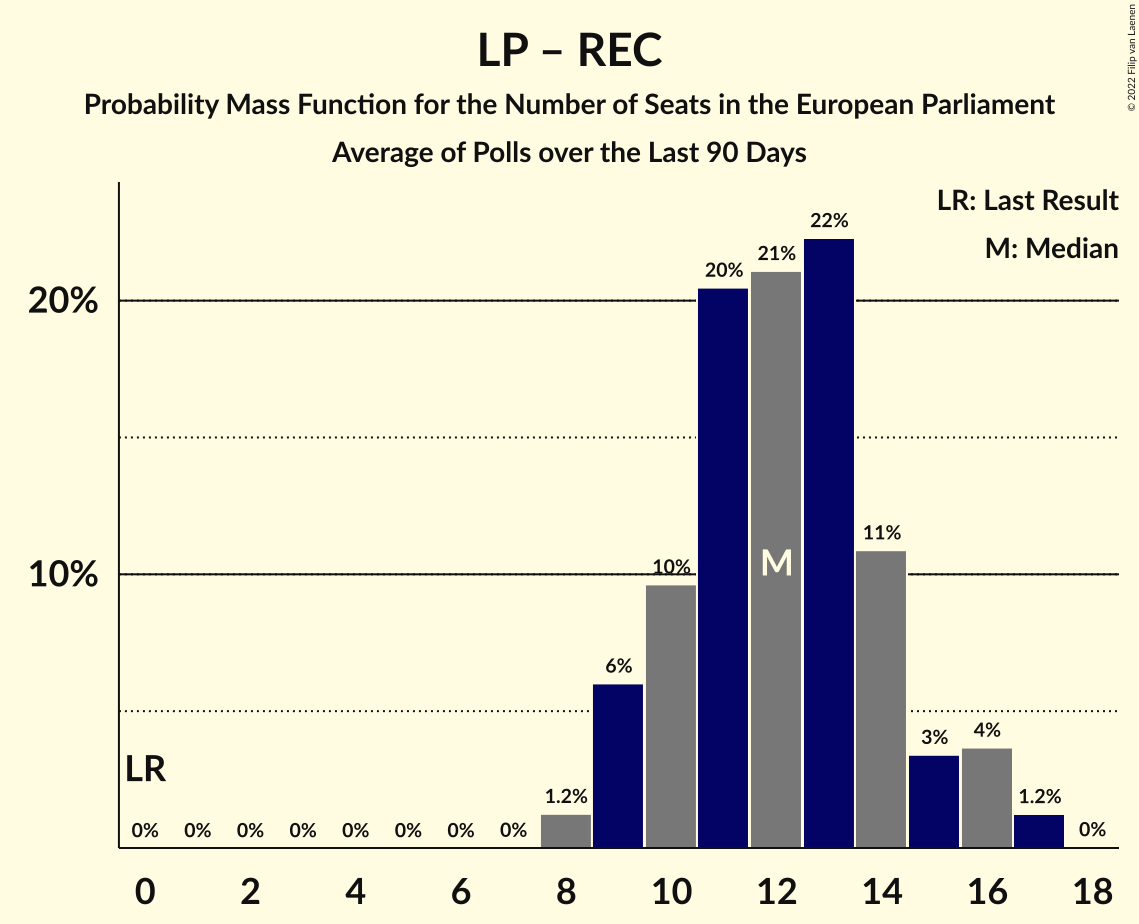 LP – REC
Probability Mass Function for the Number of Seats in the European Parliament
Average of Polls over the Last 90 Days
© 2022 Filip van Laenen
LR: Last Result
M: Median
20%
10%
22%
21%
20%
11%
10%
M
6%
4%
3%
LR
1.2%
1.2%
0% 0% 0% 0% 0% 0% 0% 0% 0%
0 2 4 6 8 10 12 14 16 18